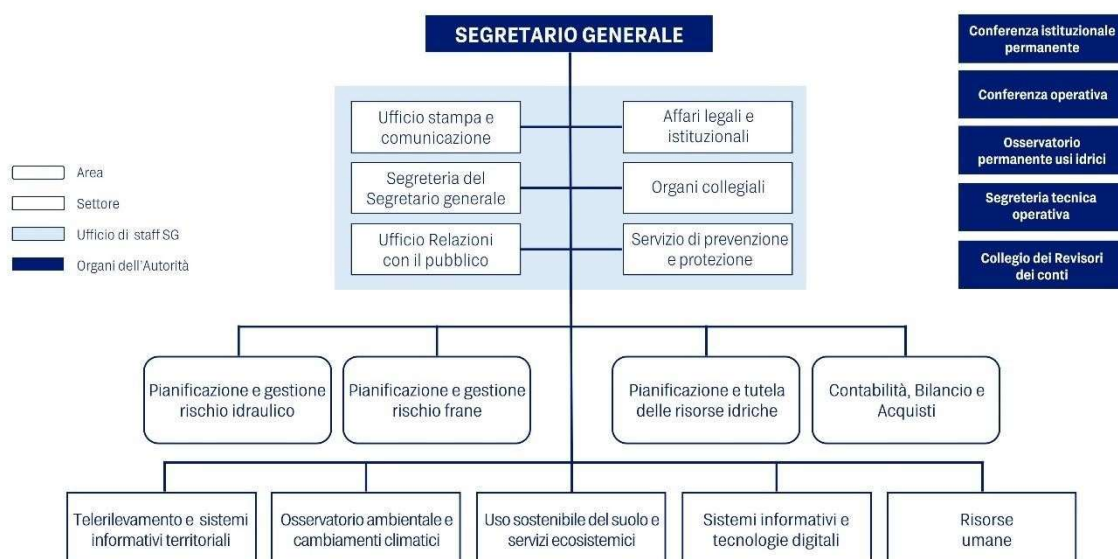 SEGRETARIO GENERALE
Conferenza istituzionale
permanente
Conferenza operativa
Osservatorio
permanente usi idrici
Segreteria tecnica
operativa
Collegio dei Revisori
dei conti
Ufficio stampa e
comunicazione
Affari legali e
istituzionali
Segreteria del
Segretario generale
Organi collegiali
Ufficio Relazioni
con il pubblico
Servizio di prevenzione
e protezione
Area
Settore
Ufficio di staff SG
Organi dell'Autorità
Pianificazione e gestione
rischio idraulico
Pianificazione e gestione
rischio frane
Pianificazione e tutela
delle risorse idriche
Contabilità, Bilancio e
Acquisti
Telerilevamento e sistemi
informativi territoriali
Osservatorio ambientale e
cambiamenti climatici
Uso sostenibile del suolo e
servizi ecosistemici
Sistemi informativi e
tecnologie digitali
Risorse
umane